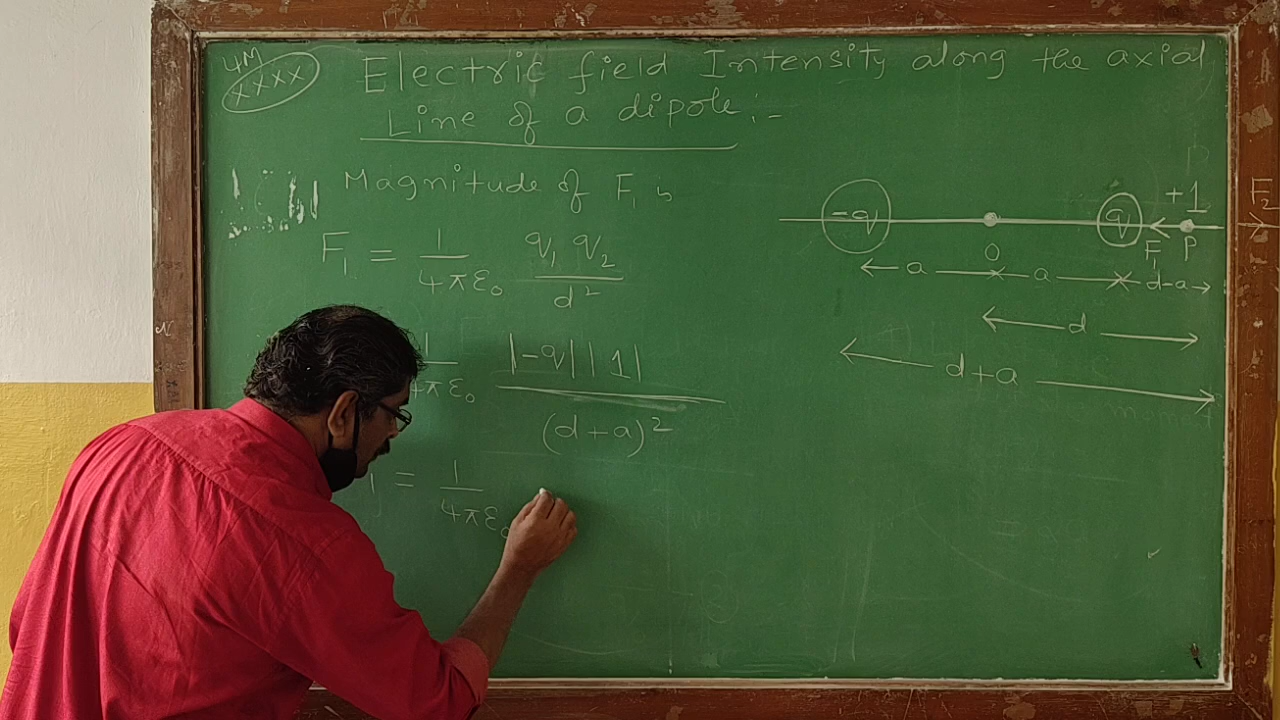 4M
XXXX
Electric field Intensity along the axial
Line of a dipole :-
Magnitude of F₁ is
F₁ = 1/4πε₀ q₁ q₂/d²
1/4πε₀ |-q| |1|/(d+a)²
= 1/4πε₀
-q q +1 F₂
O F₁ P
a a d-a
d
d+a